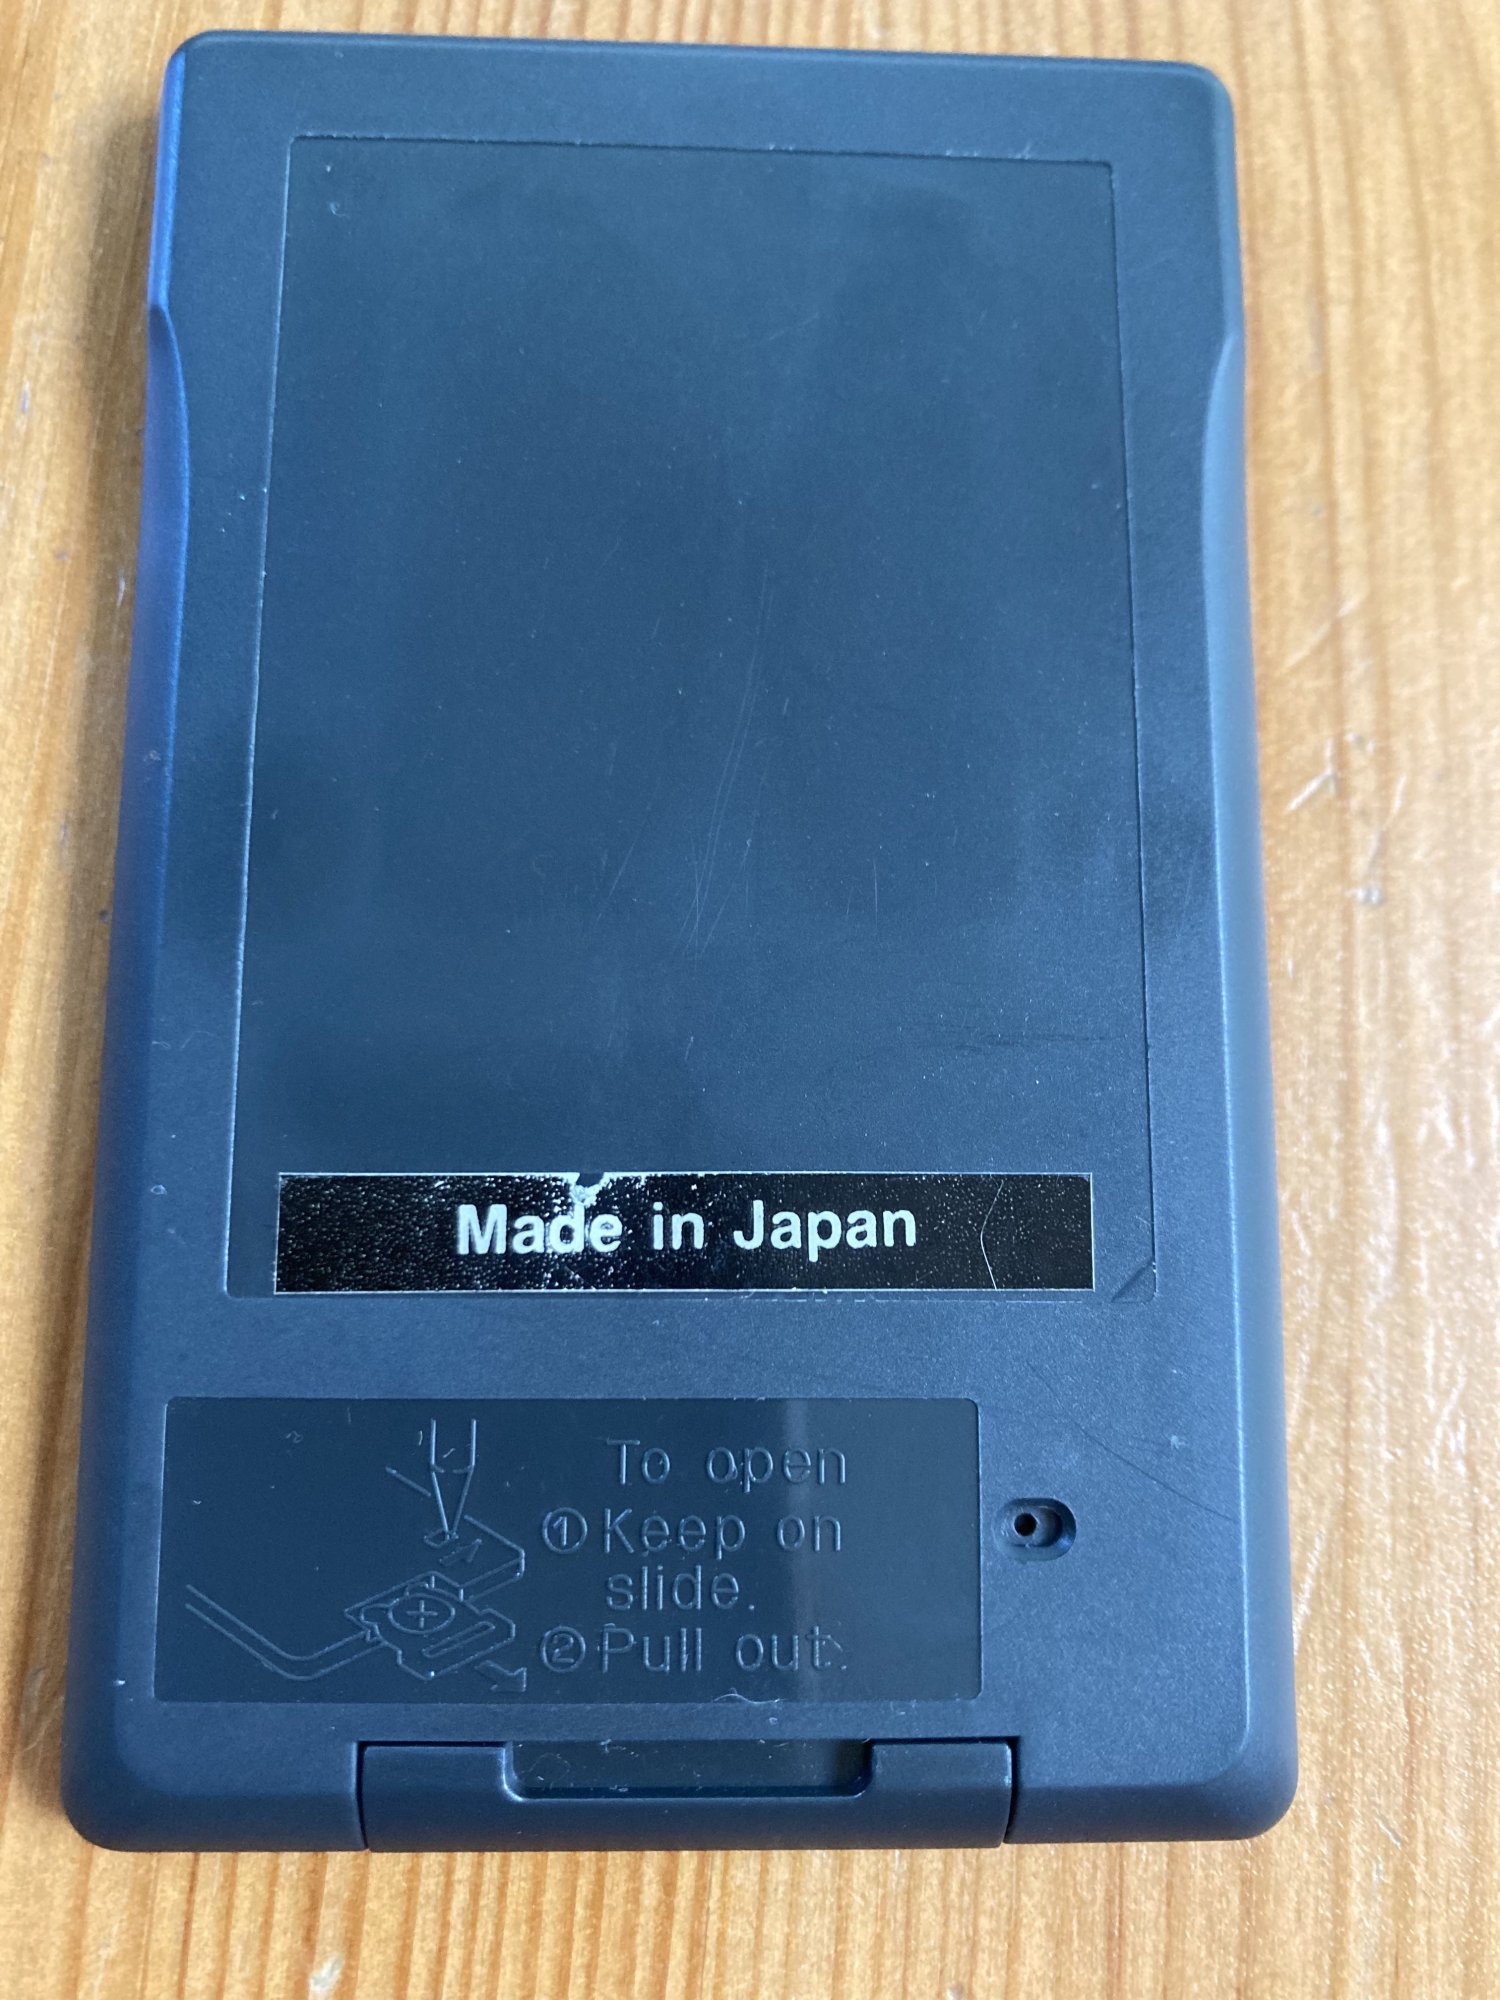 Made in Japan
To open
①Keep on
slide.
②Pull out.